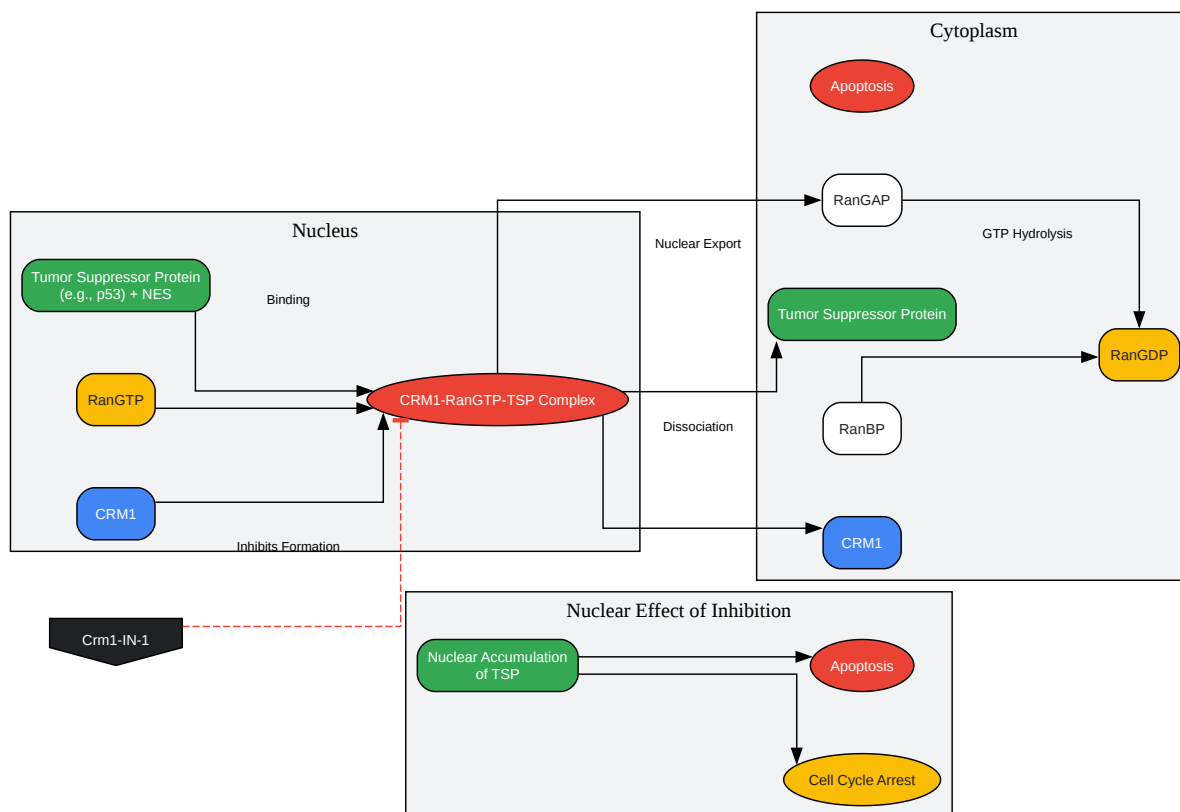 Cytoplasm
Apoptosis
RanGAP
Nuclear Export
GTP Hydrolysis
Nucleus
Tumor Suppressor Protein
(e.g., p53) + NES
Binding
Tumor Suppressor Protein
RanGDP
RanGTP
CRM1-RanGTP-TSP Complex
Dissociation
RanBP
CRM1
CRM1
Inhibits Formation
Crm1-IN-1
Nuclear Effect of Inhibition
Nuclear Accumulation
of TSP
Apoptosis
Cell Cycle Arrest